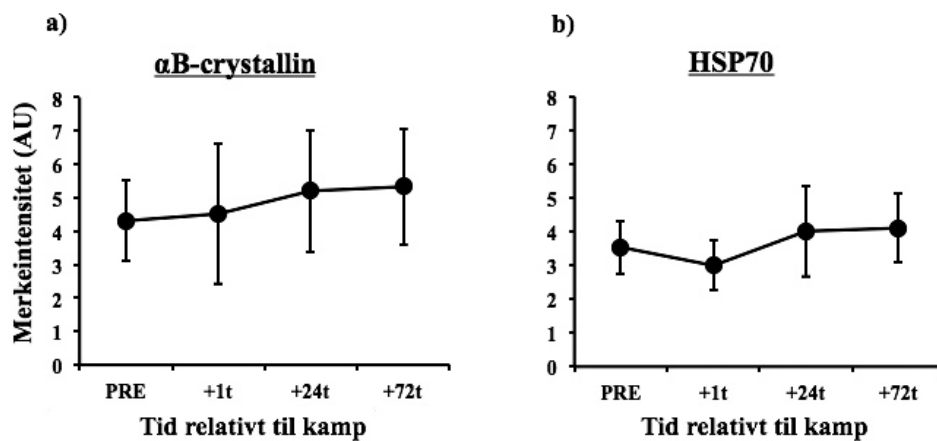 a)
αB-crystallin
Merkeintensitet (AU)
8
7
6
5
4
3
2
1
0
PRE +1t +24t +72t
Tid relativt til kamp
b)
HSP70
8
7
6
5
4
3
2
1
0
PRE +1t +24t +72t
Tid relativt til kamp